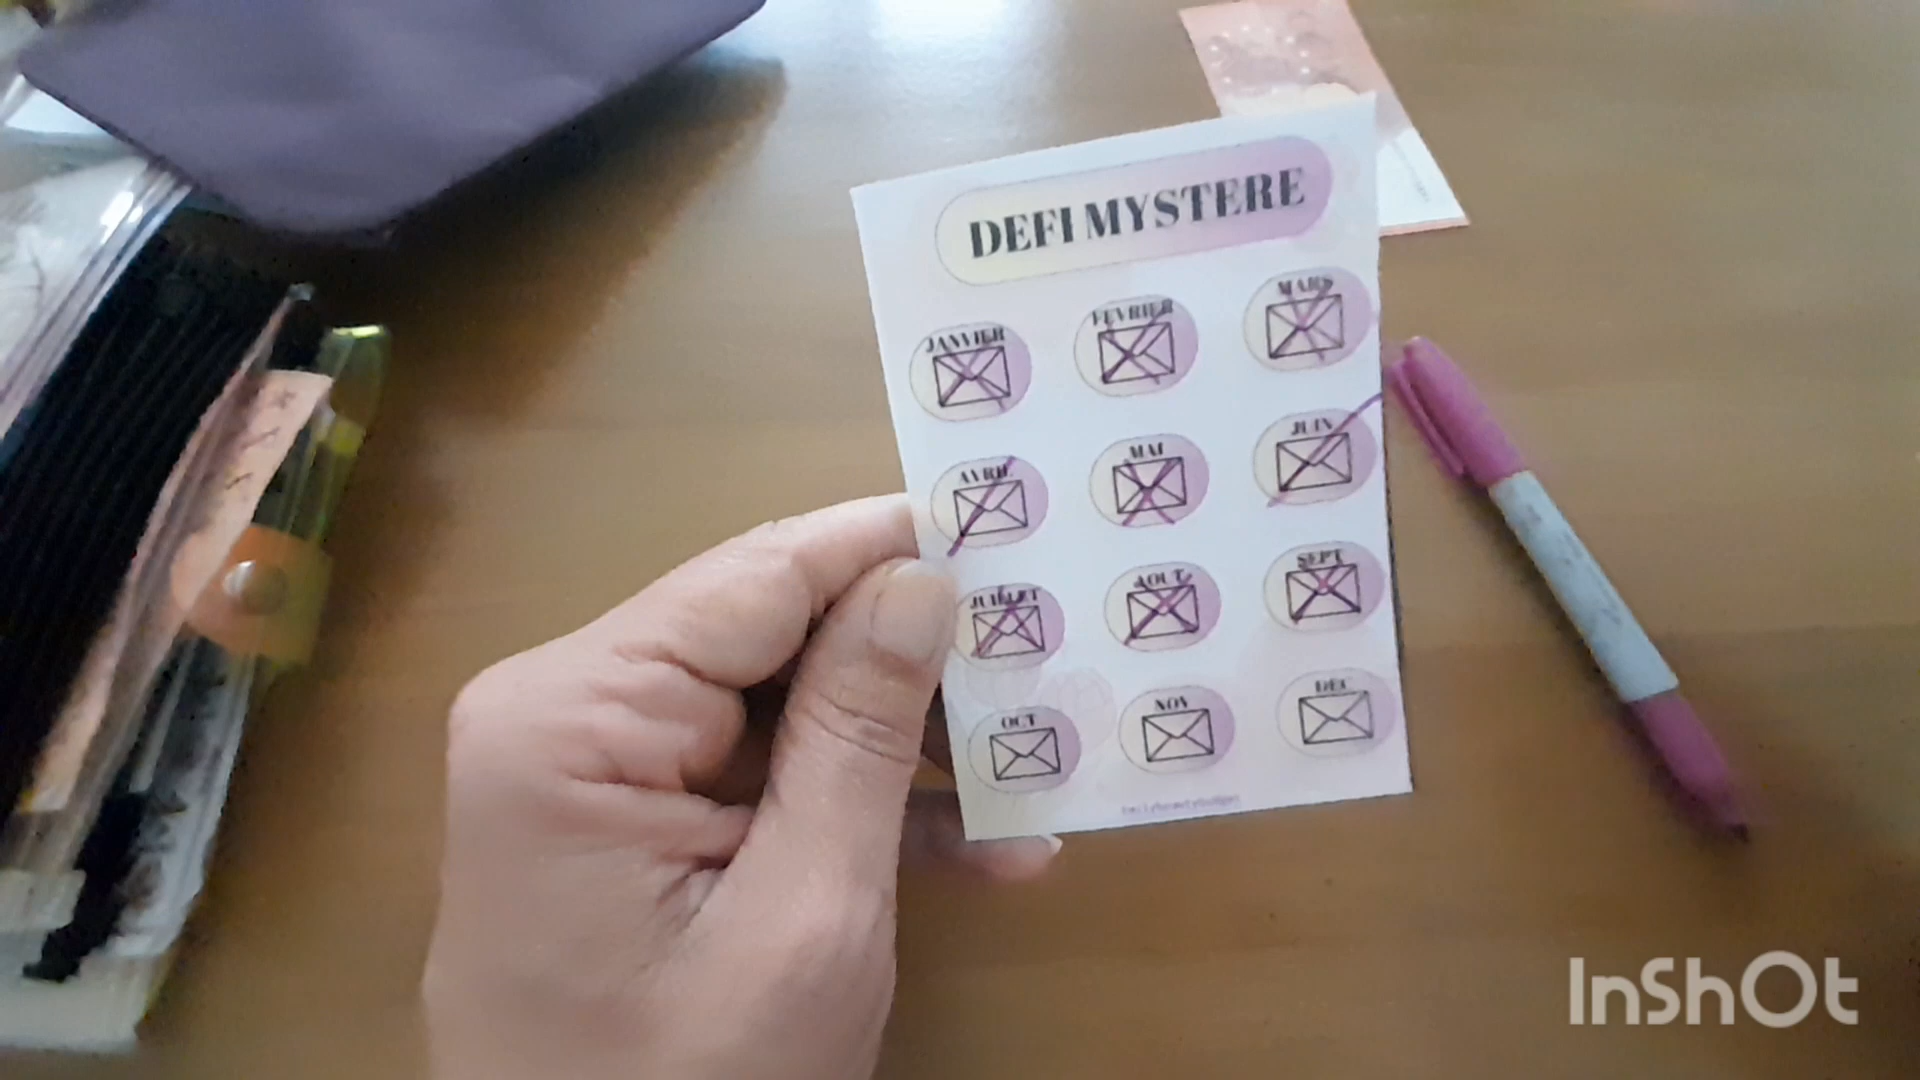 DEFI MYSTERE
JANVIER FEVRIER MARS
AVRIL MAI JUIN
JUILLET AOUT SEPT
OCT NOV DEC
InShOt